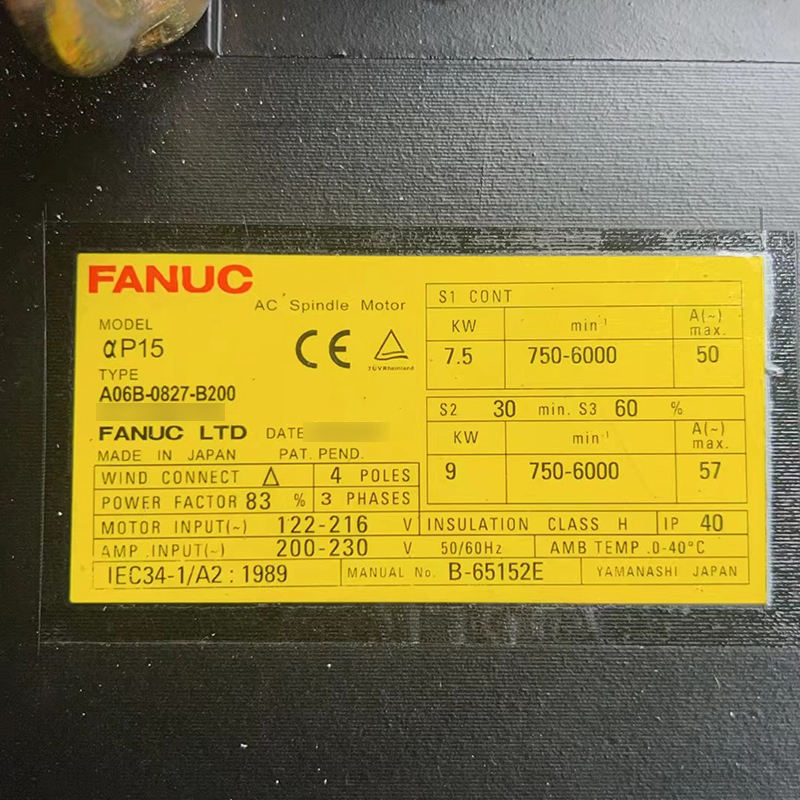 FANUC
AC Spindle Motor
MODEL
αP15
CE
TÜVRheinland
TYPE
A06B-0827-B200
FANUC LTD DATE
MADE IN JAPAN PAT. PEND.
WIND CONNECT △ 4 POLES
POWER FACTOR 83 % 3 PHASES
S1 CONT
KW min⁻¹ A(~) max.
7.5 750-6000 50
S2 30 min. S3 60 %
KW min⁻¹ A(~) max.
9 750-6000 57
MOTOR INPUT(~) 122-216 V INSULATION CLASS H IP 40
AMP .INPUT(~) 200-230 V 50/60Hz AMB TEMP .0-40°C
IEC34-1/A2 : 1989 MANUAL No. B-65152E YAMANASHI JAPAN